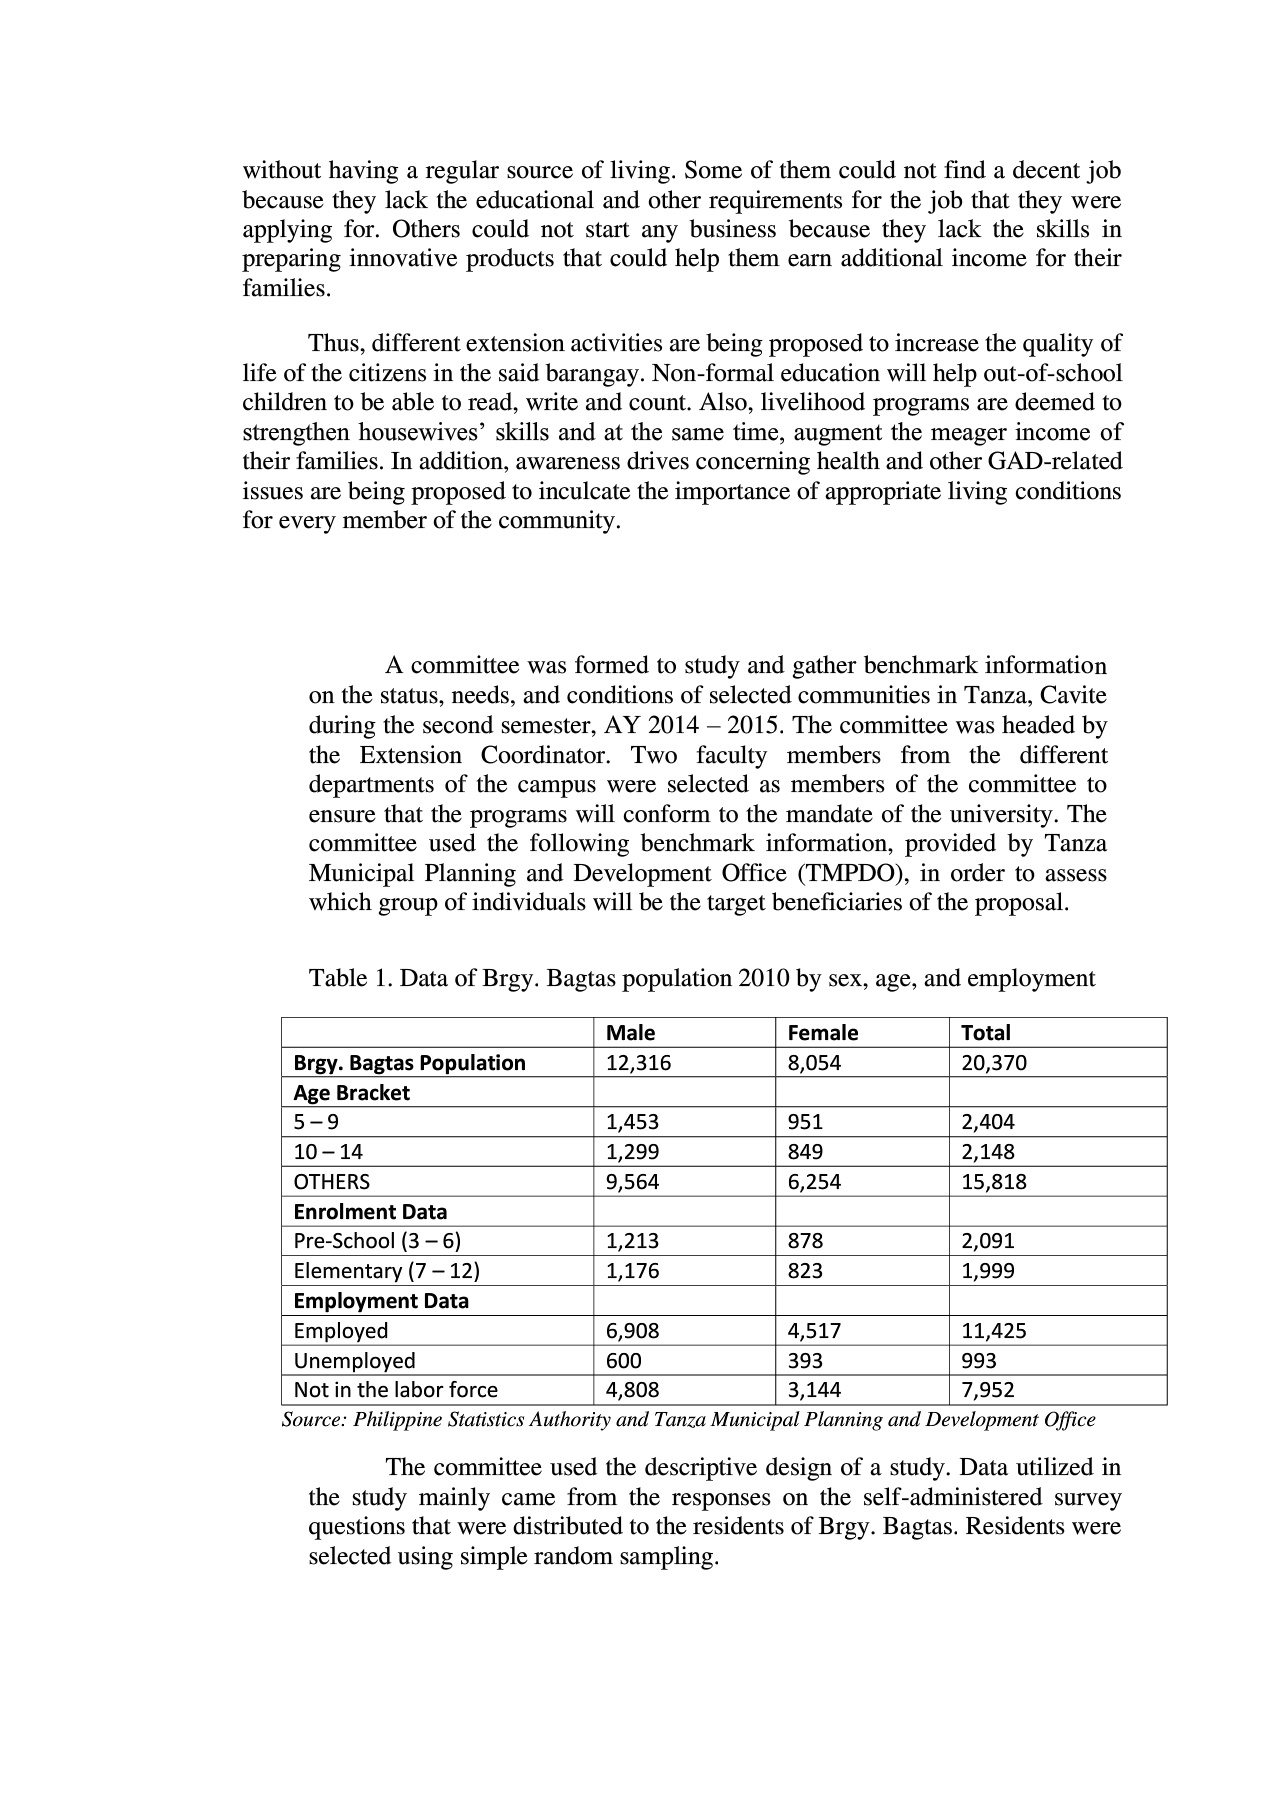 without having a regular source of living. Some of them could not find a decent job
because they lack the educational and other requirements for the job that they were
applying for. Others could not start any business because they lack the skills in
preparing innovative products that could help them earn additional income for their
families.
Thus, different extension activities are being proposed to increase the quality of
life of the citizens in the said barangay. Non-formal education will help out-of-school
children to be able to read, write and count. Also, livelihood programs are deemed to
strengthen housewives’ skills and at the same time, augment the meager income of
their families. In addition, awareness drives concerning health and other GAD-related
issues are being proposed to inculcate the importance of appropriate living conditions
for every member of the community.
A committee was formed to study and gather benchmark information
on the status, needs, and conditions of selected communities in Tanza, Cavite
during the second semester, AY 2014 – 2015. The committee was headed by
the Extension Coordinator. Two faculty members from the different
departments of the campus were selected as members of the committee to
ensure that the programs will conform to the mandate of the university. The
committee used the following benchmark information, provided by Tanza
Municipal Planning and Development Office (TMPDO), in order to assess
which group of individuals will be the target beneficiaries of the proposal.
Table 1. Data of Brgy. Bagtas population 2010 by sex, age, and employment
Male Female Total
Brgy. Bagtas Population 12,316 8,054 20,370
Age Bracket
5 – 9 1,453 951 2,404
10 – 14 1,299 849 2,148
OTHERS 9,564 6,254 15,818
Enrolment Data
Pre-School (3 – 6) 1,213 878 2,091
Elementary (7 – 12) 1,176 823 1,999
Employment Data
Employed 6,908 4,517 11,425
Unemployed 600 393 993
Not in the labor force 4,808 3,144 7,952
Source: Philippine Statistics Authority and Tanza Municipal Planning and Development Office
The committee used the descriptive design of a study. Data utilized in
the study mainly came from the responses on the self-administered survey
questions that were distributed to the residents of Brgy. Bagtas. Residents were
selected using simple random sampling.